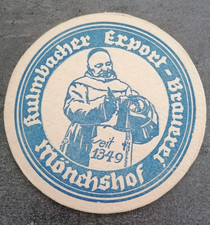 Kulmbacher Export-Brauerei
seit
1349
Mönchshof